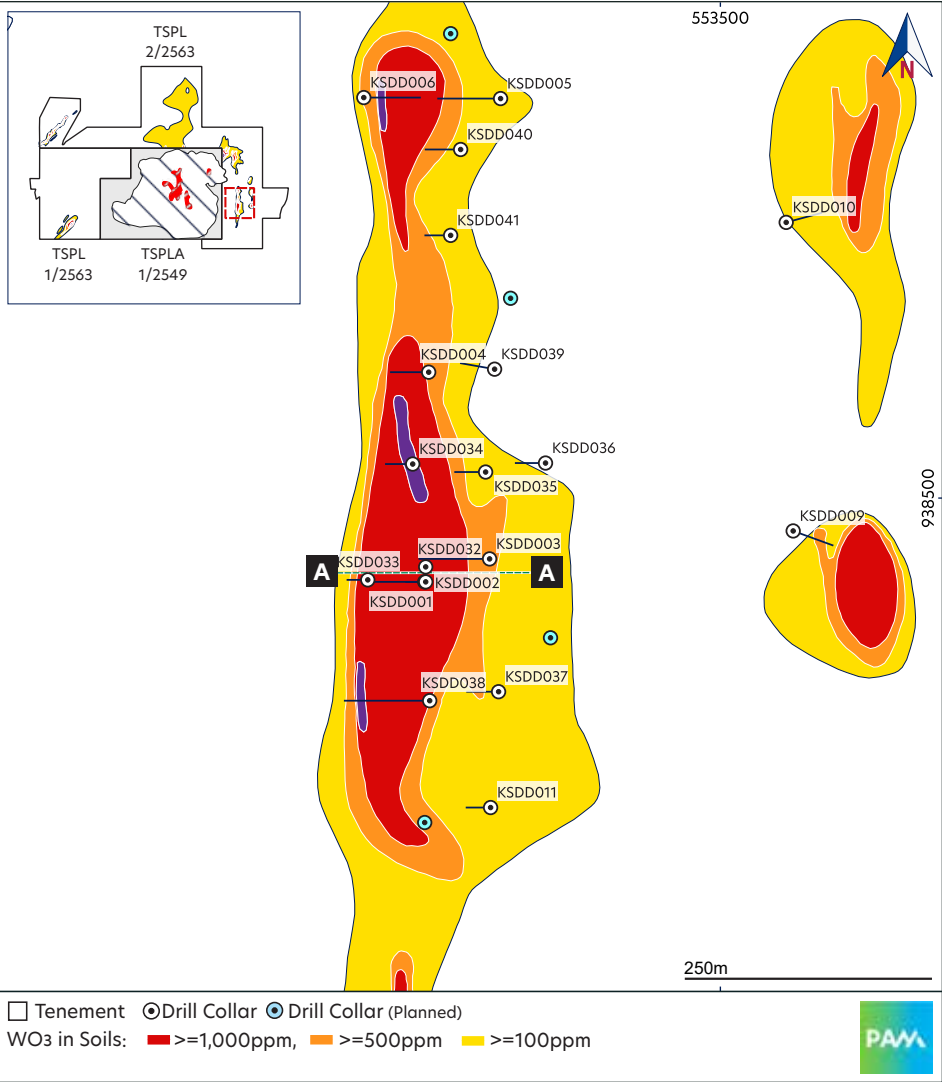 553500
TSPL
2/2563
TSPL
1/2563
TSPLA
1/2549
N
KSDD006
KSDD005
KSDD040
KSDD010
KSDD041
KSDD004
KSDD039
KSDD034
KSDD036
KSDD035
938500
KSDD009
KSDD032
KSDD003
KSDD033
A
A
KSDD002
KSDD001
KSDD037
KSDD038
KSDD011
250m
Tenement Drill Collar Drill Collar (Planned)
WO3 in Soils: >=1,000ppm, >=500ppm >=100ppm
PAM